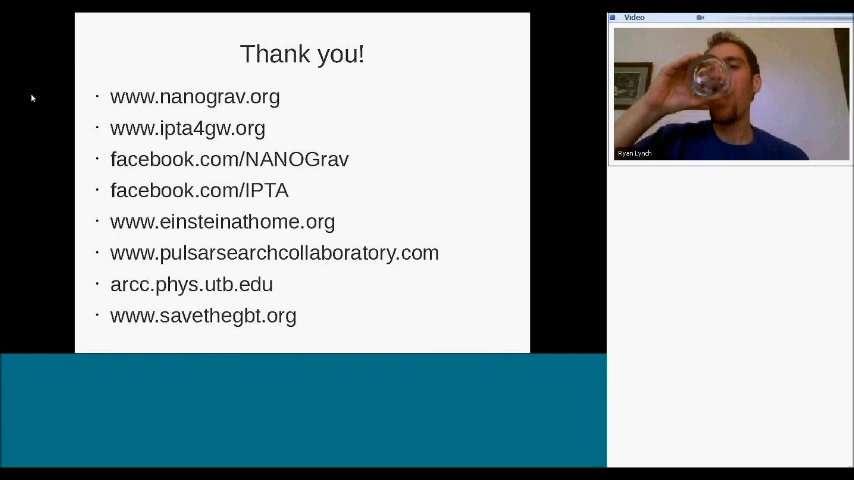 Thank you!
· www.nanograv.org
· www.ipta4gw.org
· facebook.com/NANOGrav
· facebook.com/IPTA
· www.einsteinathome.org
· www.pulsarsearchcollaboratory.com
· arcc.phys.utb.edu
· www.savethegbt.org
Video
Ryan Lynch